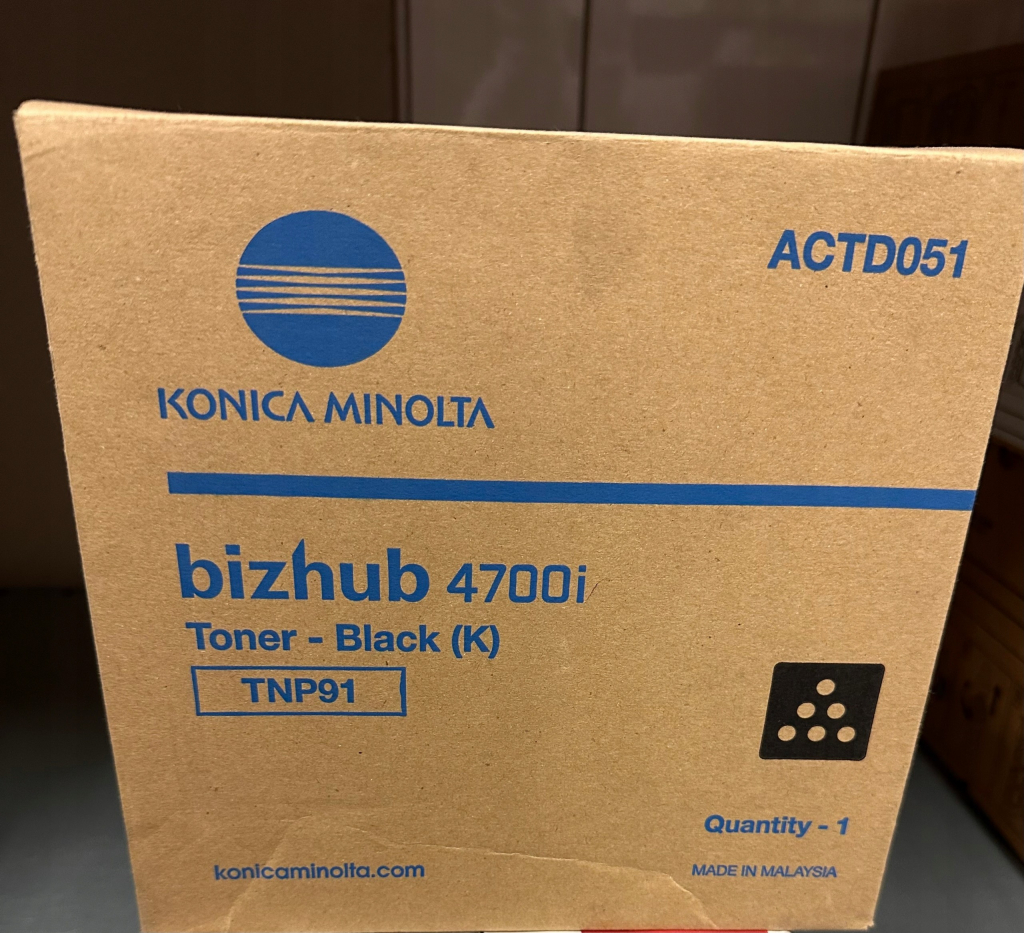 ACTD051
KONICA MINOLTA
bizhub 4700i
Toner - Black (K)
TNP91
Quantity - 1
konicaminolta.com
MADE IN MALAYSIA